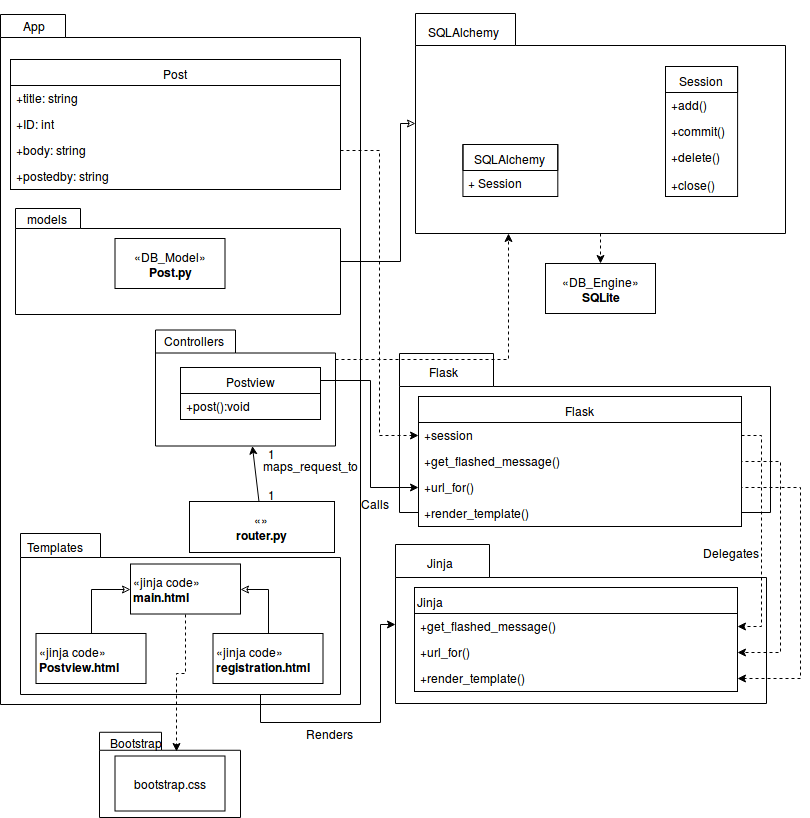 App
Post
+title: string
+ID: int
+body: string
+postedby: string
models
«DB_Model»
Post.py
Controllers
Postview
+post():void
1
maps_request_to
1
«»
router.py
Templates
«jinja code»
main.html
«jinja code»
Postview.html
«jinja code»
registration.html
Bootstrap
bootstrap.css
SQLAlchemy
SQLAlchemy
+ Session
Session
+add()
+commit()
+delete()
+close()
«DB_Engine»
SQLite
Flask
Flask
+session
+get_flashed_message()
+url_for()
+render_template()
Calls
Delegates
Jinja
Jinja
+get_flashed_message()
+url_for()
+render_template()
Renders